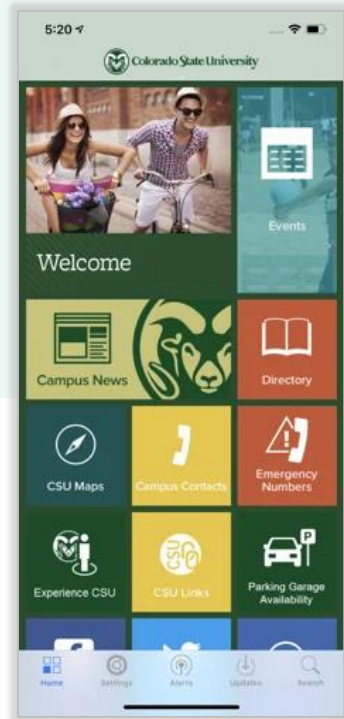 5:20
Colorado State University
Welcome
Events
Campus News
Directory
CSU Maps
Campus Contacts
Emergency
Numbers
Experience CSU
CSU
CSU Links
Parking Garage
Availability
P
Home
Settings
Alerts
Updates
Search